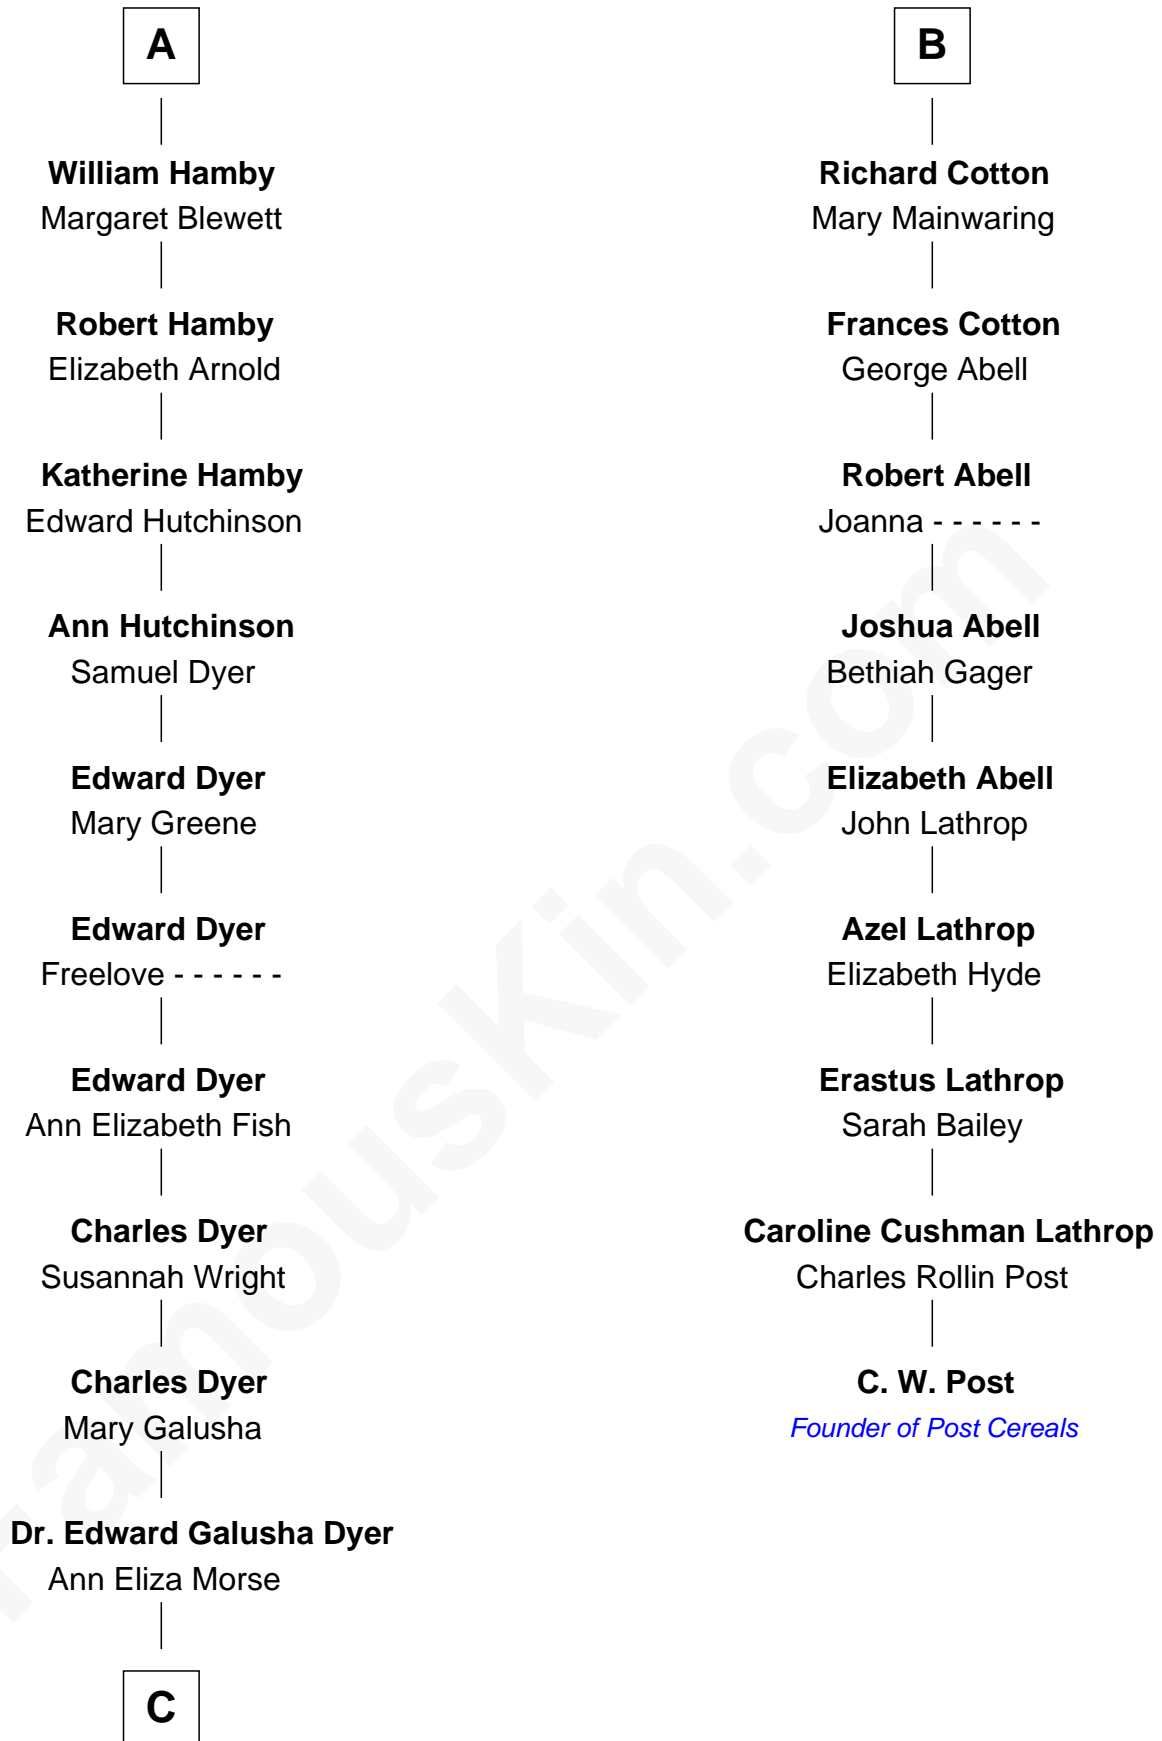 A
William Hamby
Margaret Blewett
Robert Hamby
Elizabeth Arnold
Katherine Hamby
Edward Hutchinson
Ann Hutchinson
Samuel Dyer
Edward Dyer
Mary Greene
Edward Dyer
Freelove - - - - - -
Edward Dyer
Ann Elizabeth Fish
Charles Dyer
Susannah Wright
Charles Dyer
Mary Galusha
Dr. Edward Galusha Dyer
Ann Eliza Morse
C
B
Richard Cotton
Mary Mainwaring
Frances Cotton
George Abell
Robert Abell
Joanna - - - - - -
Joshua Abell
Bethiah Gager
Elizabeth Abell
John Lathrop
Azel Lathrop
Elizabeth Hyde
Erastus Lathrop
Sarah Bailey
Caroline Cushman Lathrop
Charles Rollin Post
C. W. Post
Founder of Post Cereals
FamousKin.com